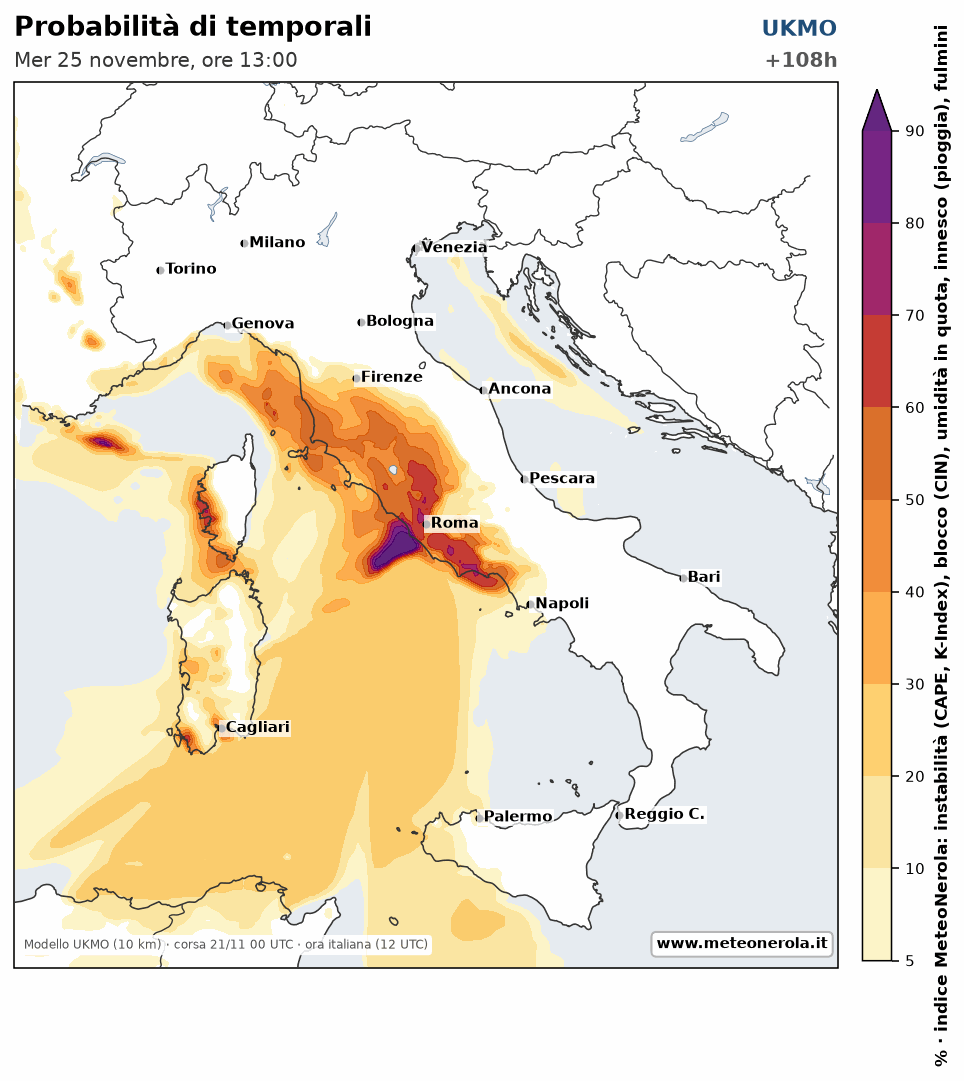 Probabilità di temporali
UKMO
Mer 25 novembre, ore 13:00
+108h
Milano
Venezia
Torino
Genova
Bologna
Firenze
Ancona
Pescara
Roma
Bari
Napoli
Cagliari
Palermo
Reggio C.
Modello UKMO (10 km) · corsa 21/11 00 UTC · ora italiana (12 UTC)
www.meteonerola.it
90
80
70
60
50
40
30
20
10
5
% · indice MeteoNerola: instabilità (CAPE, K-Index), blocco (CIN), umidità in quota, innesco (pioggia), fulmini